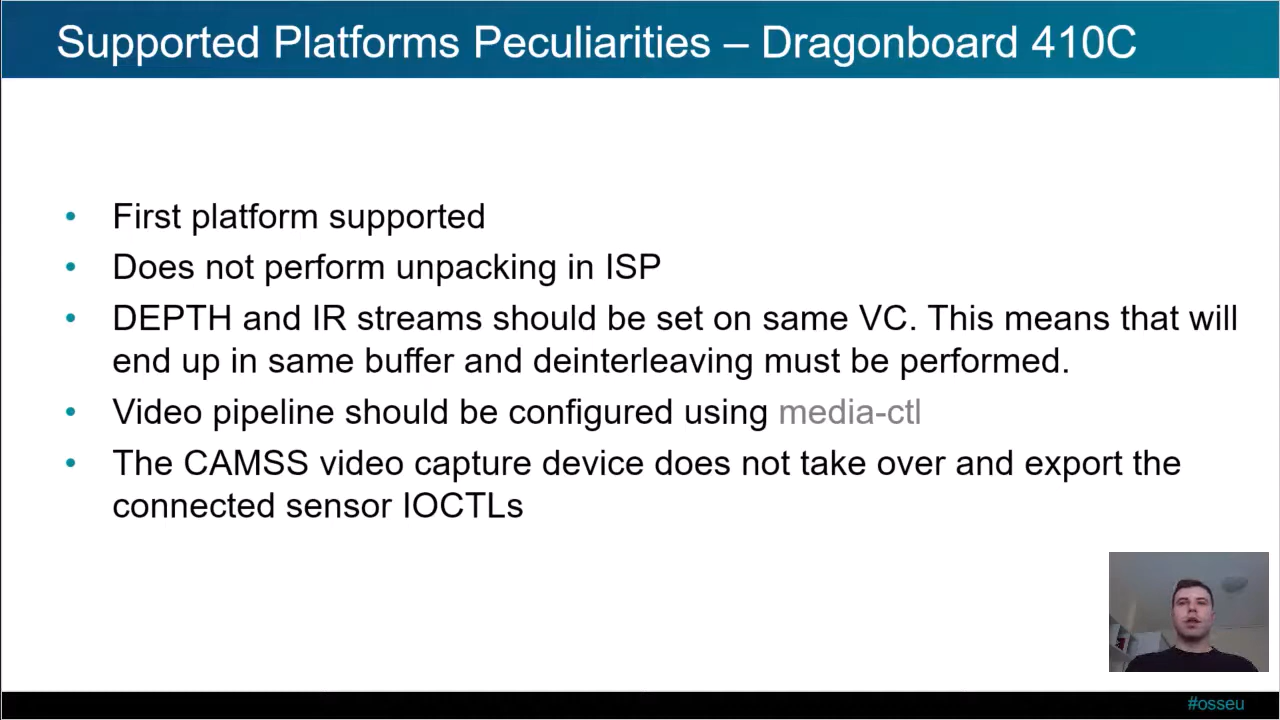 Supported Platforms Peculiarities – Dragonboard 410C
• First platform supported
• Does not perform unpacking in ISP
• DEPTH and IR streams should be set on same VC. This means that will
end up in same buffer and deinterleaving must be performed.
• Video pipeline should be configured using media-ctl
• The CAMSS video capture device does not take over and export the
connected sensor IOCTLs
#osseu